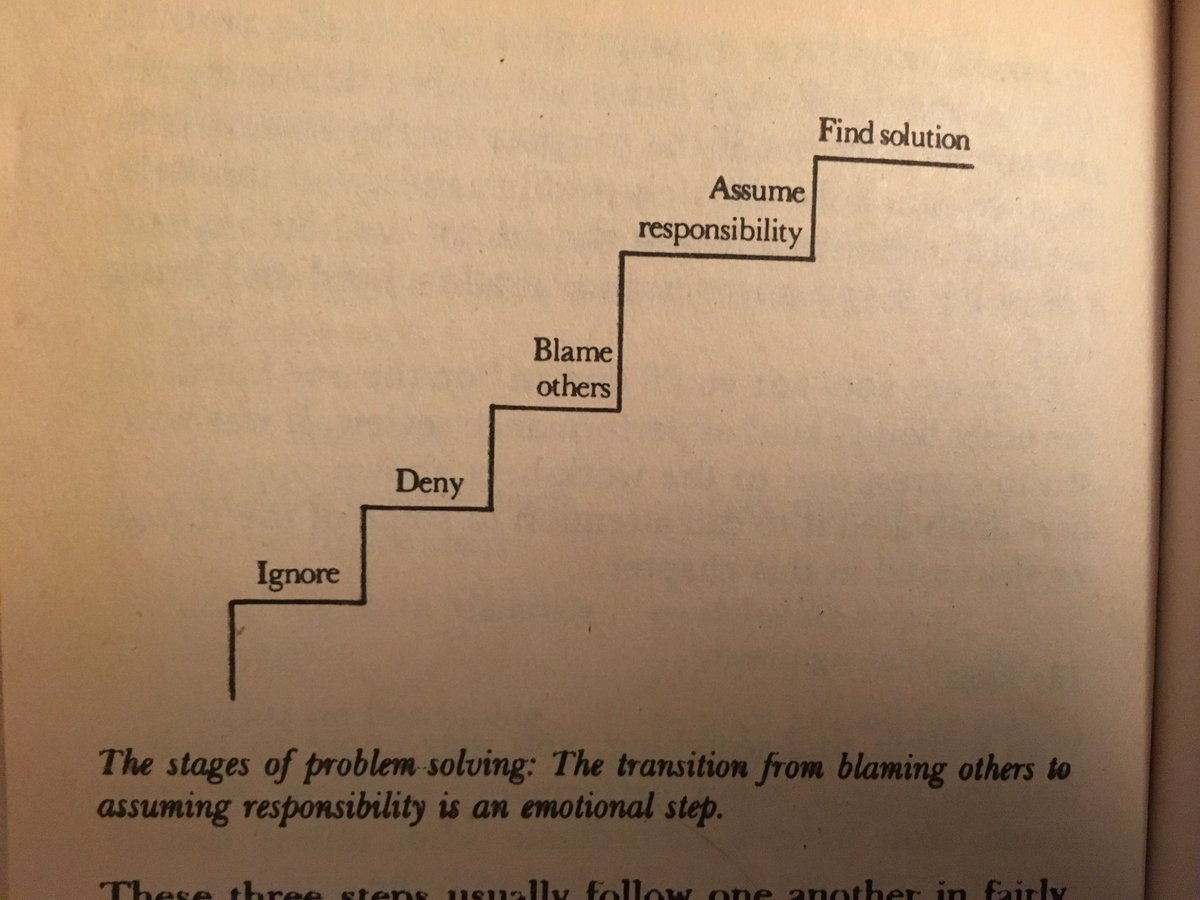 Find solution
Assume
responsibility
Blame
others
Deny
Ignore
The stages of problem solving: The transition from blaming others to
assuming responsibility is an emotional step.
These three steps usually follow one another in fairly